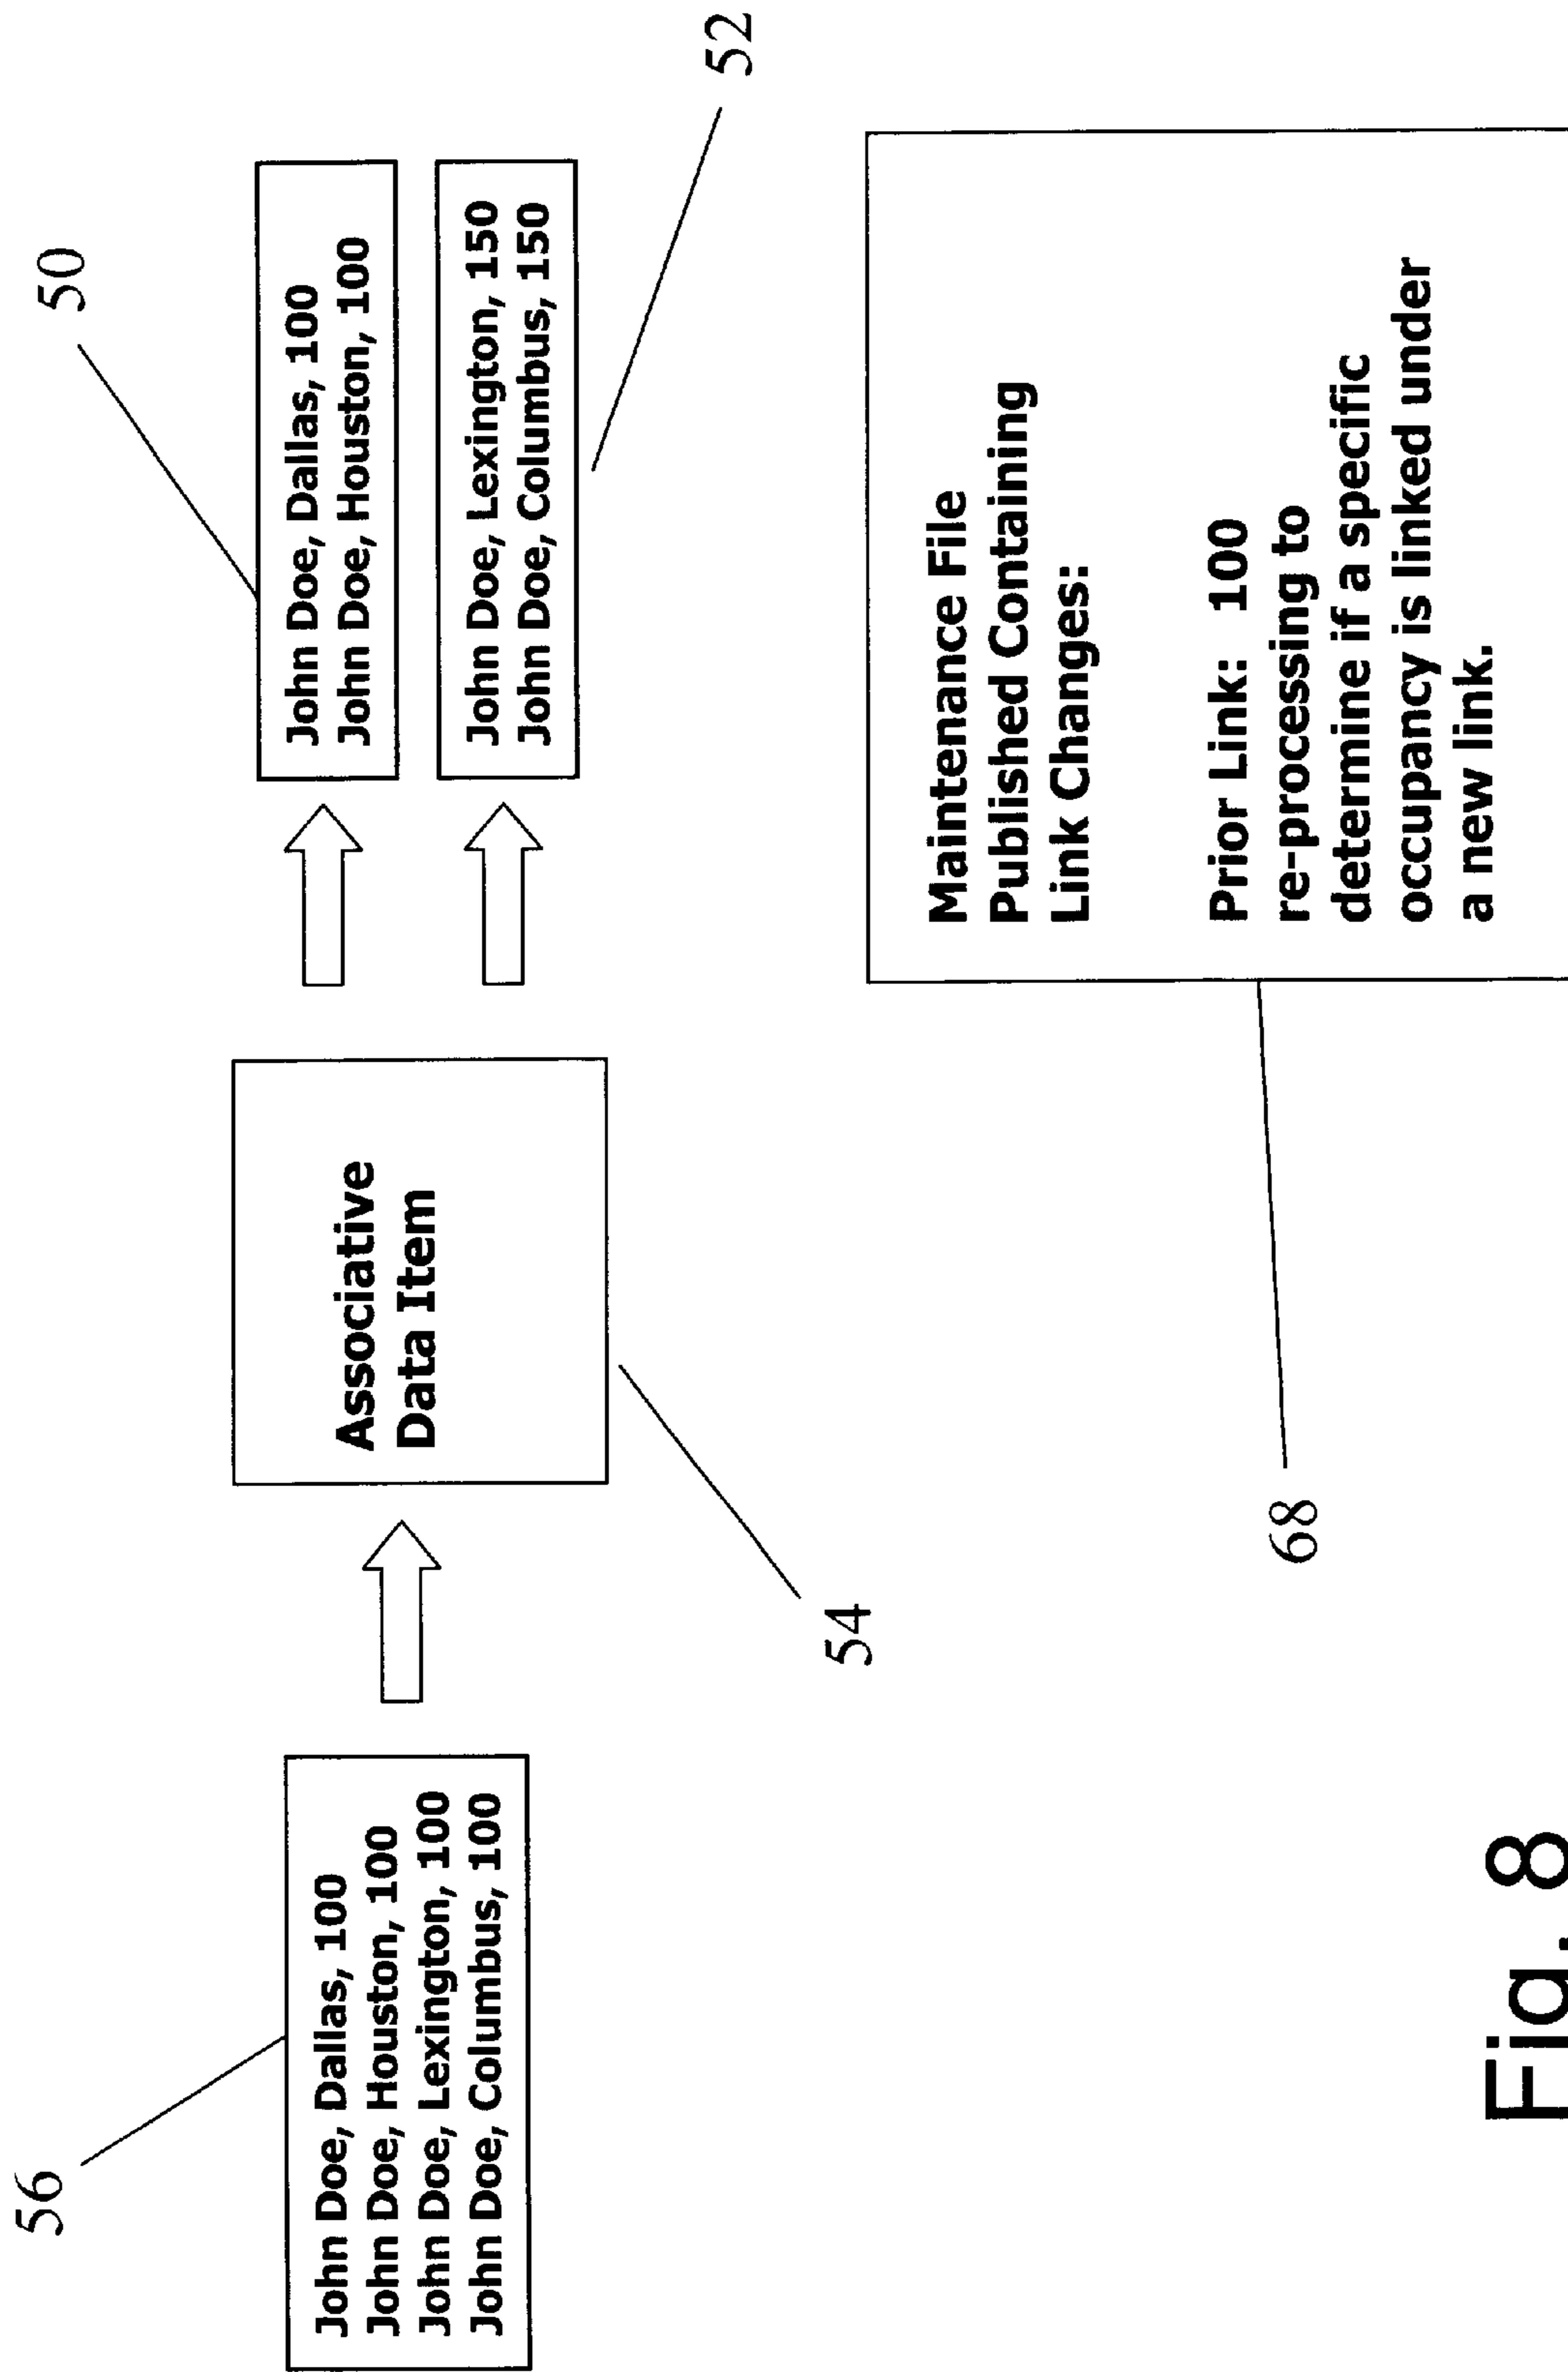 56
John Doe, Dallas, 100
John Doe, Houston, 100
John Doe, Lexington, 100
John Doe, Columbus, 100
Associative
Data Item
54
50
John Doe, Dallas, 100
John Doe, Houston, 100
John Doe, Lexington, 150
John Doe, Columbus, 150
52
Maintenance File
Published Containing
Link Changes:
Prior Link: 100
re-processing to
determine if a specific
occupancy is linked under
a new link.
68
Fig. 8